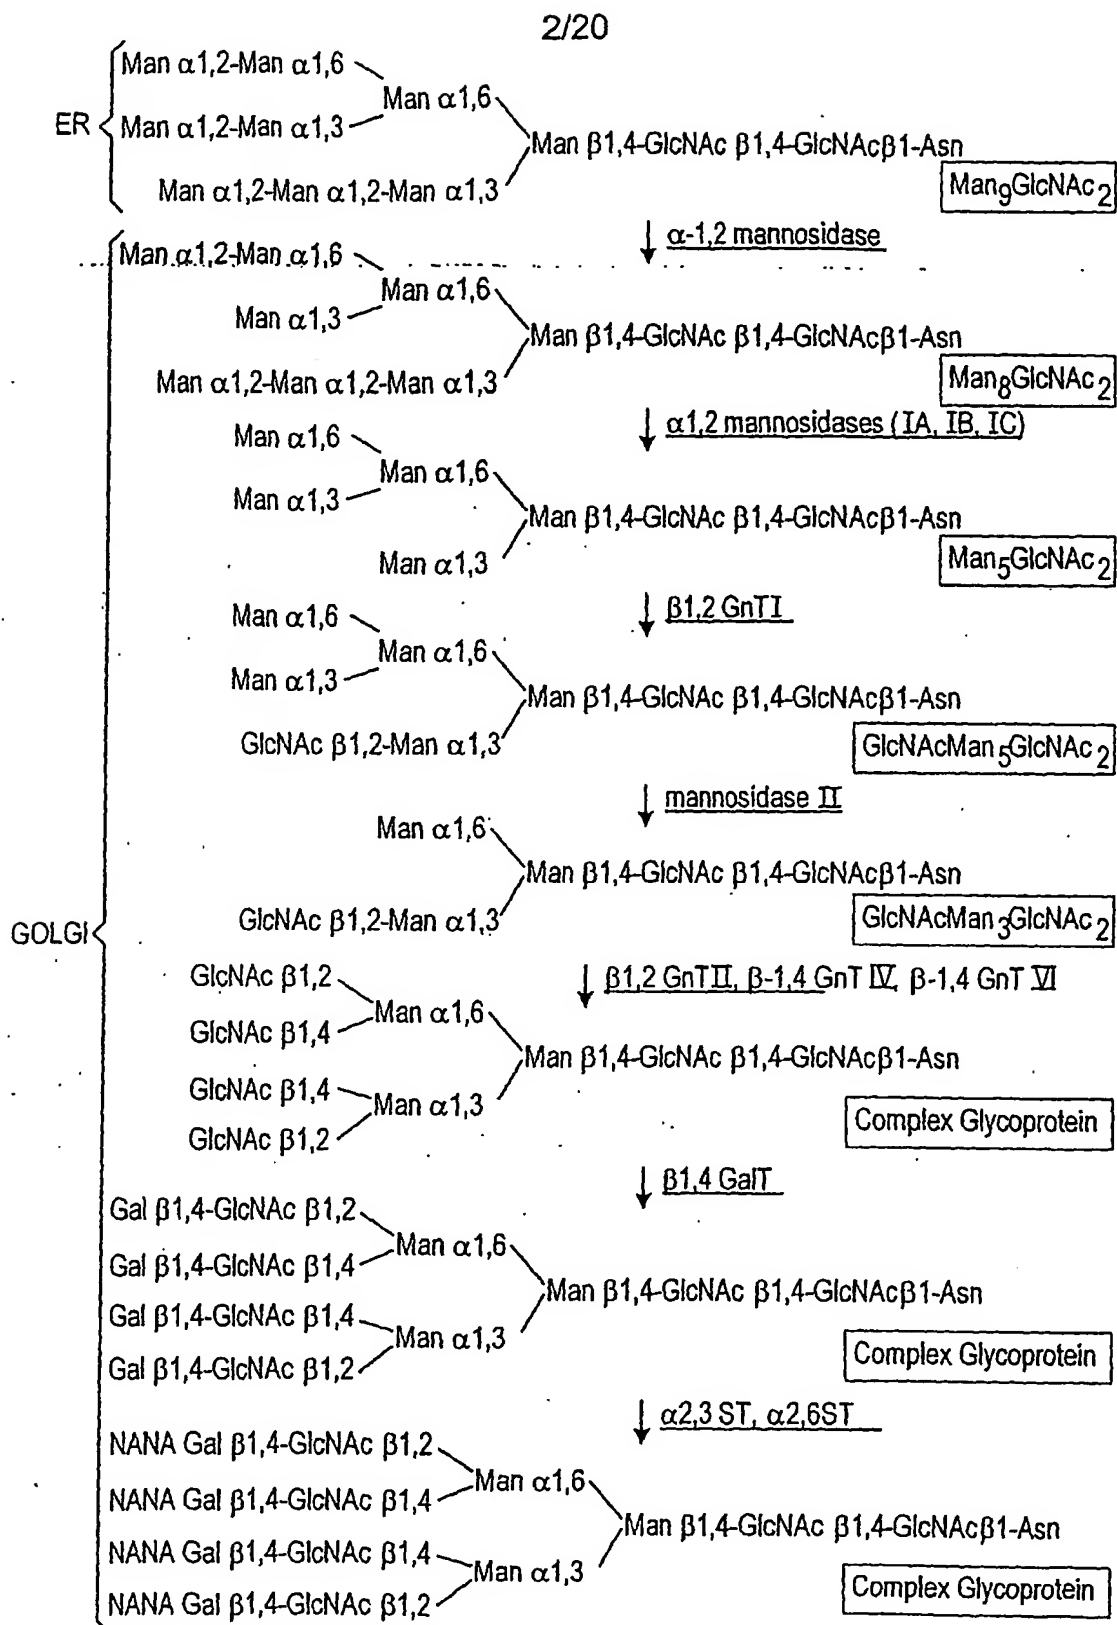 2/20
ER
Man α1,2-Man α1,6
Man α1,6
Man α1,2-Man α1,3
Man β1,4-GlcNAc β1,4-GlcNAcβ1-Asn
Man α1,2-Man α1,2-Man α1,3
Man9GlcNAc2
α-1,2 mannosidase
GOLGI
Man α1,2-Man α1,6
Man α1,6
Man α1,3
Man β1,4-GlcNAc β1,4-GlcNAcβ1-Asn
Man α1,2-Man α1,2-Man α1,3
Man8GlcNAc2
α1,2 mannosidases (IA, IB, IC)
Man α1,6
Man α1,6
Man α1,3
Man β1,4-GlcNAc β1,4-GlcNAcβ1-Asn
Man α1,3
Man5GlcNAc2
β1,2 GnTI
Man α1,6
Man α1,6
Man α1,3
Man β1,4-GlcNAc β1,4-GlcNAcβ1-Asn
GlcNAc β1,2-Man α1,3
GlcNAcMan5GlcNAc2
mannosidase II
Man α1,6
Man β1,4-GlcNAc β1,4-GlcNAcβ1-Asn
GlcNAc β1,2-Man α1,3
GlcNAcMan3GlcNAc2
β1,2 GnTII, β-1,4 GnT IV, β-1,4 GnT VI
GlcNAc β1,2
Man α1,6
GlcNAc β1,4
Man β1,4-GlcNAc β1,4-GlcNAcβ1-Asn
GlcNAc β1,4
Man α1,3
GlcNAc β1,2
Complex Glycoprotein
β1,4 GalT
Gal β1,4-GlcNAc β1,2
Man α1,6
Gal β1,4-GlcNAc β1,4
Man β1,4-GlcNAc β1,4-GlcNAcβ1-Asn
Gal β1,4-GlcNAc β1,4
Man α1,3
Gal β1,4-GlcNAc β1,2
Complex Glycoprotein
α2,3 ST, α2,6ST
NANA Gal β1,4-GlcNAc β1,2
Man α1,6
NANA Gal β1,4-GlcNAc β1,4
Man β1,4-GlcNAc β1,4-GlcNAcβ1-Asn
NANA Gal β1,4-GlcNAc β1,4
Man α1,3
NANA Gal β1,4-GlcNAc β1,2
Complex Glycoprotein